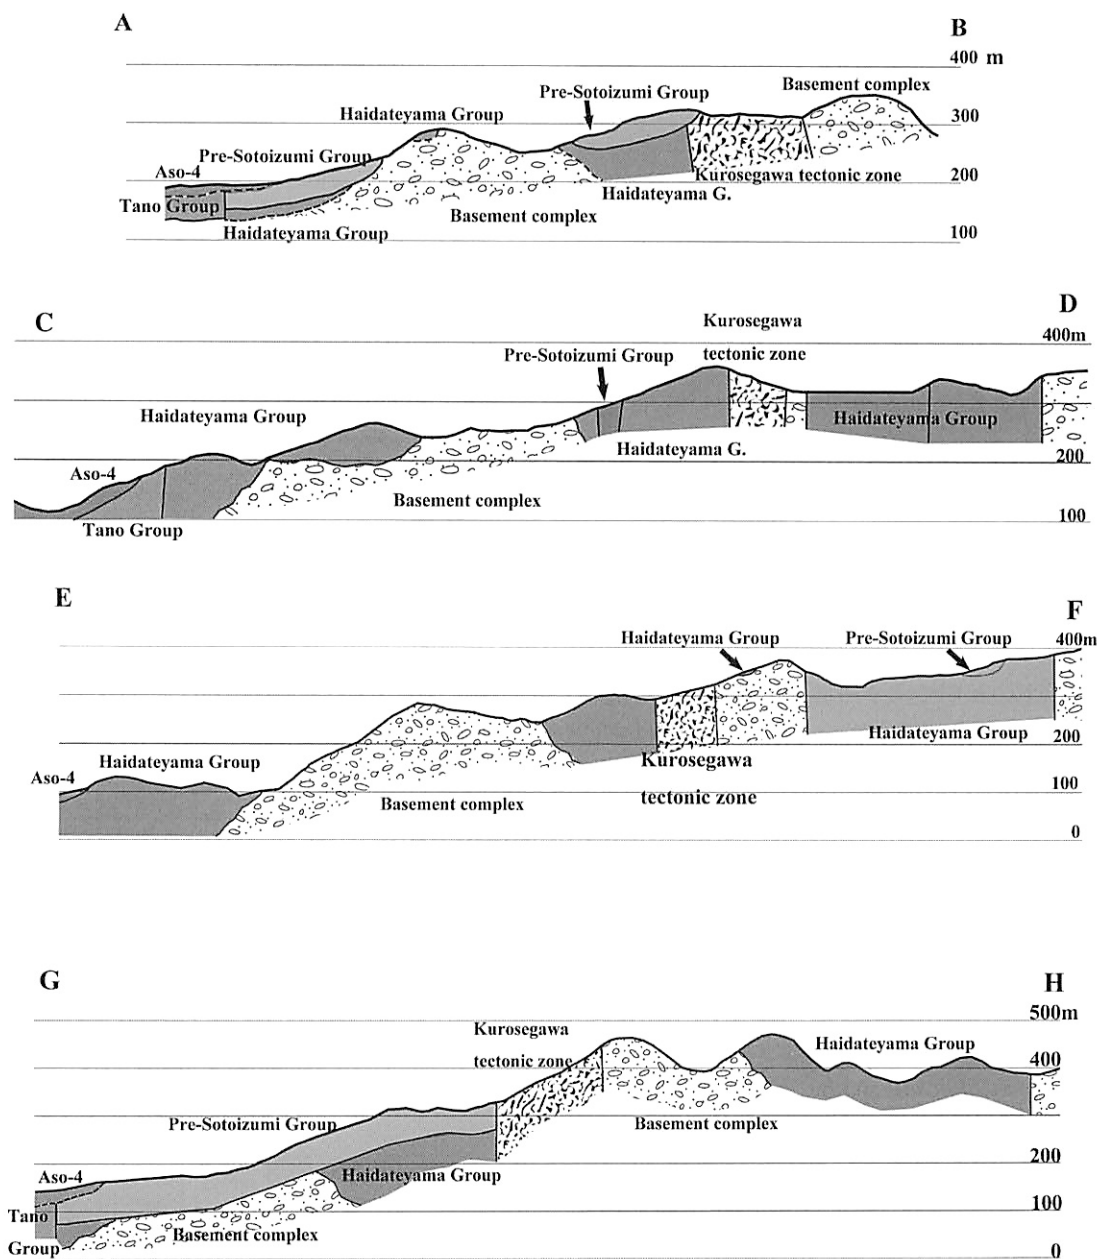 A
B
400 m
Basement complex
Pre-Sotoizumi Group
Haidateyama Group
300
Pre-Sotoizumi Group
Aso-4
Kurosegawa tectonic zone
200
Tano Group
Haidateyama G.
Basement complex
Haidateyama Group
100
C
D
Kurosegawa
tectonic zone
400m
Pre-Sotoizumi Group
Haidateyama Group
Haidateyama Group
Haidateyama G.
200
Aso-4
Basement complex
100
Tano Group
E
F
Haidateyama Group
Pre-Sotoizumi Group
400m
Haidateyama Group
200
Haidateyama Group
Kurosegawa
tectonic zone
Aso-4
100
Basement complex
0
G
H
500m
Kurosegawa
tectonic zone
Haidateyama Group
400
Pre-Sotoizumi Group
Basement complex
200
Haidateyama Group
Aso-4
100
Tano
Group
Basement complex
0